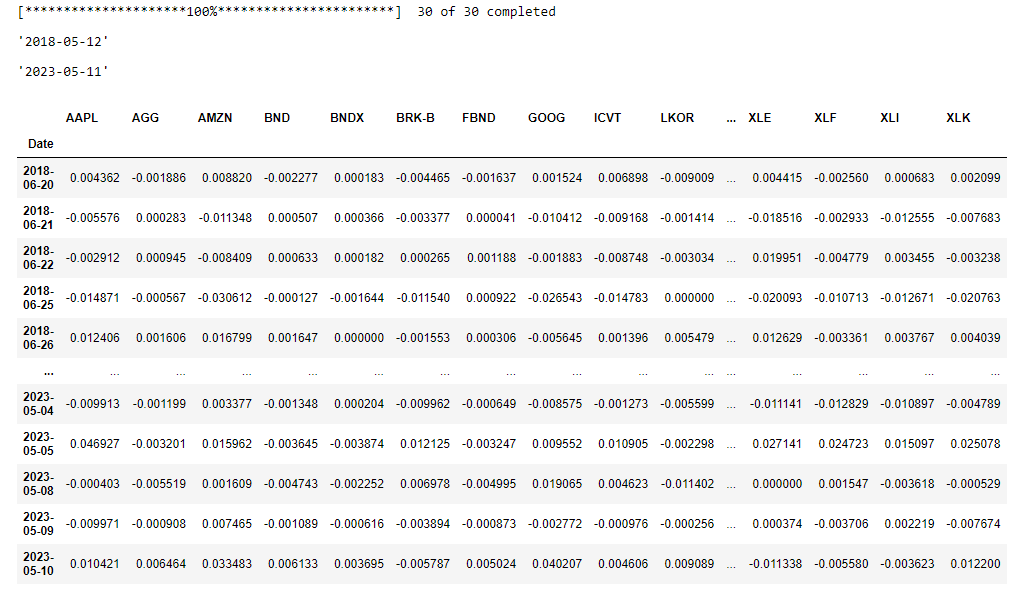 [*********************100%***********************]  30 of 30 completed
'2018-05-12'
'2023-05-11'
AAPL AGG AMZN BND BNDX BRK-B FBND GOOG ICVT LKOR ... XLE XLF XLI XLK
Date
2018-06-20 0.004362 -0.001886 0.008820 -0.002277 0.000183 -0.004465 -0.001637 0.001524 0.006898 -0.009009 ... 0.004415 -0.002560 0.000683 0.002099
2018-06-21 -0.005576 0.000283 -0.011348 0.000507 0.000366 -0.003377 0.000041 -0.010412 -0.009168 -0.001414 ... -0.018516 -0.002933 -0.012555 -0.007683
2018-06-22 -0.002912 0.000945 -0.008409 0.000633 0.000182 0.000265 0.001188 -0.001883 -0.008748 -0.003034 ... 0.019951 -0.004779 0.003455 -0.003238
2018-06-25 -0.014871 -0.000567 -0.030612 -0.000127 -0.001644 -0.011540 0.000922 -0.026543 -0.014783 0.000000 ... -0.020093 -0.010713 -0.012671 -0.020763
2018-06-26 0.012406 0.001606 0.016799 0.001647 0.000000 -0.001553 0.000306 -0.005645 0.001396 0.005479 ... 0.012629 -0.003361 0.003767 0.004039
... ... ... ... ... ... ... ... ... ... ... ... ... ... ... ...
2023-05-04 -0.009913 -0.001199 0.003377 -0.001348 0.000204 -0.009962 -0.000649 -0.008575 -0.001273 -0.005599 ... -0.011141 -0.012829 -0.010897 -0.004789
2023-05-05 0.046927 -0.003201 0.015962 -0.003645 -0.003874 0.012125 -0.003247 0.009552 0.010905 -0.002298 ... 0.027141 0.024723 0.015097 0.025078
2023-05-08 -0.000403 -0.005519 0.001609 -0.004743 -0.002252 0.006978 -0.004995 0.019065 0.004623 -0.011402 ... 0.000000 0.001547 -0.003618 -0.000529
2023-05-09 -0.009971 -0.000908 0.007465 -0.001089 -0.000616 -0.003894 -0.000873 -0.002772 -0.000976 -0.000256 ... 0.000374 -0.003706 0.002219 -0.007674
2023-05-10 0.010421 0.006464 0.033483 0.006133 0.003695 -0.005787 0.005024 0.040207 0.004606 0.009089 ... -0.011338 -0.005580 -0.003623 0.012200